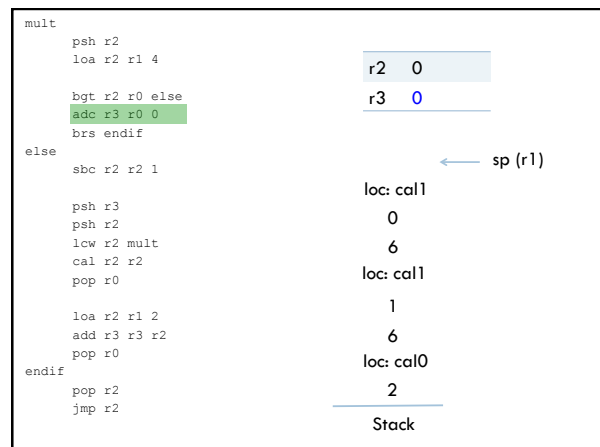 mult
psh r2
loa r2 r1 4
bgt r2 r0 else
adc r3 r0 0
brs endif
else
sbc r2 r2 1
psh r3
psh r2
lcw r2 mult
cal r2 r2
pop r0
loa r2 r1 2
add r3 r3 r2
pop r0
endif
pop r2
jmp r2
r2 0
r3 0
sp (r1)
loc: cal1
0
6
loc: cal1
1
6
loc: cal0
2
Stack